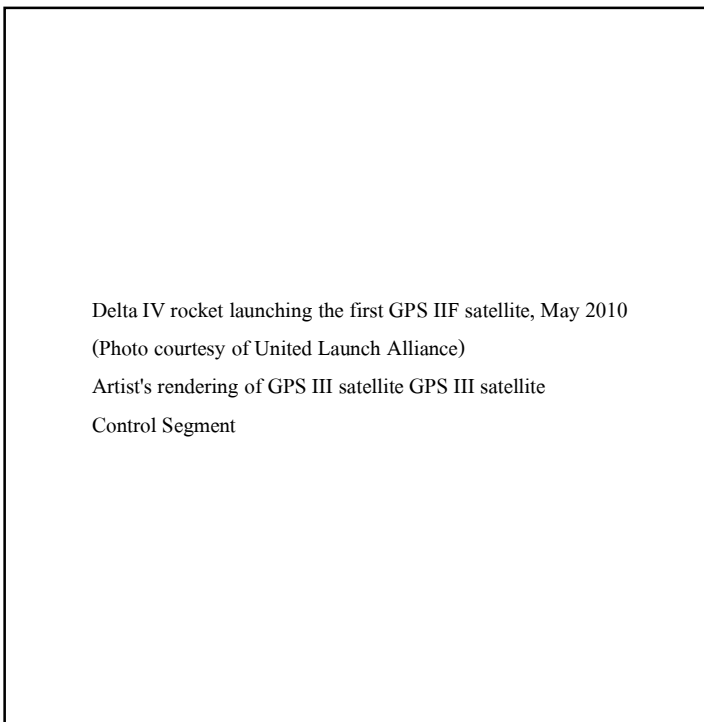 Delta IV rocket launching the first GPS IIF satellite, May 2010
(Photo courtesy of United Launch Alliance)
Artist's rendering of GPS III satellite GPS III satellite
Control Segment